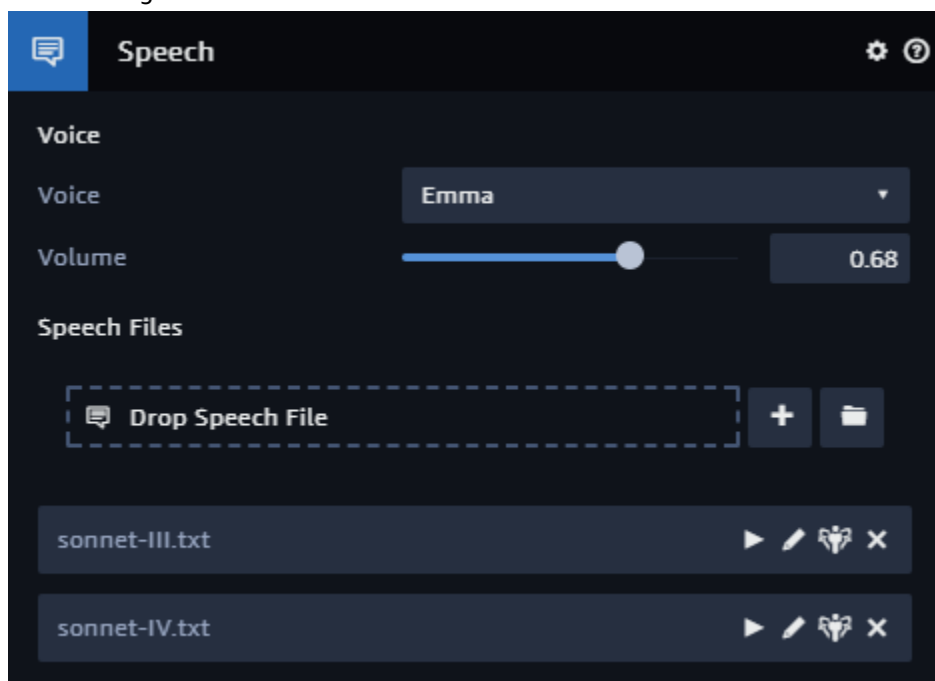 Speech
Voice
Voice Emma
Volume 0.68
Speech Files
Drop Speech File
sonnet-III.txt
sonnet-IV.txt